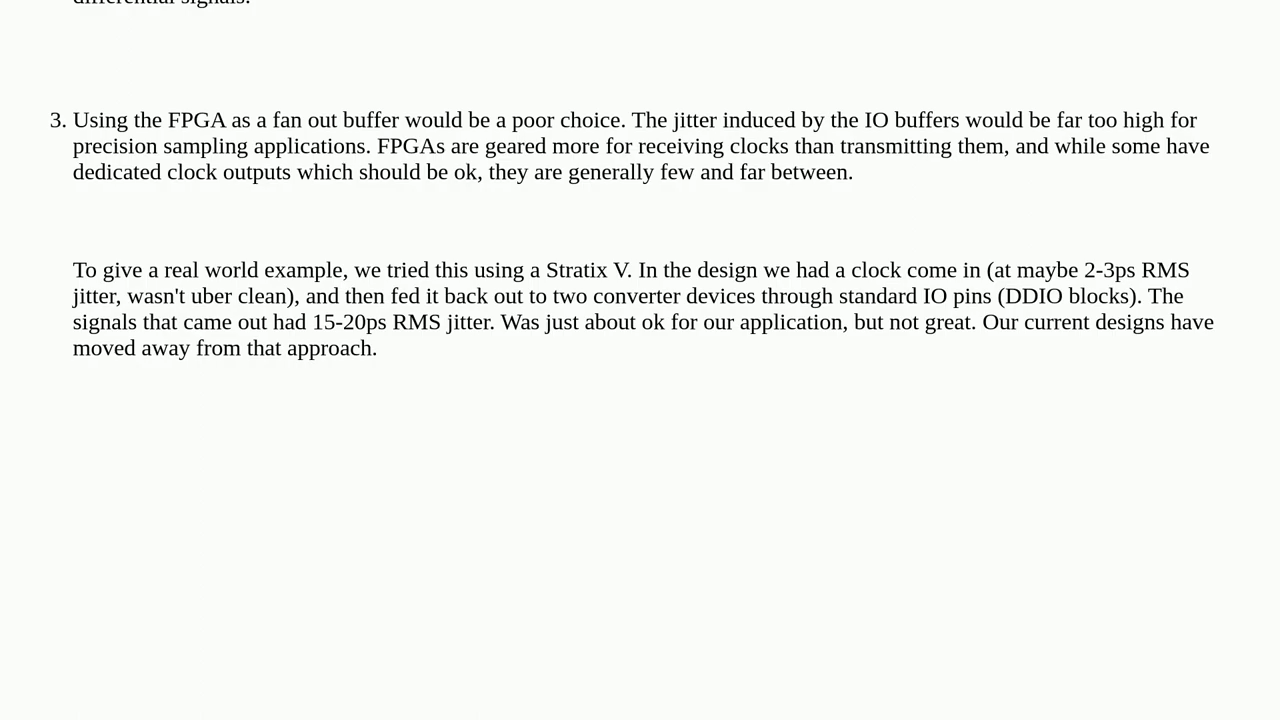 differential signals.
3. Using the FPGA as a fan out buffer would be a poor choice. The jitter induced by the IO buffers would be far too high for
precision sampling applications. FPGAs are geared more for receiving clocks than transmitting them, and while some have
dedicated clock outputs which should be ok, they are generally few and far between.
To give a real world example, we tried this using a Stratix V. In the design we had a clock come in (at maybe 2-3ps RMS
jitter, wasn't uber clean), and then fed it back out to two converter devices through standard IO pins (DDIO blocks). The
signals that came out had 15-20ps RMS jitter. Was just about ok for our application, but not great. Our current designs have
moved away from that approach.